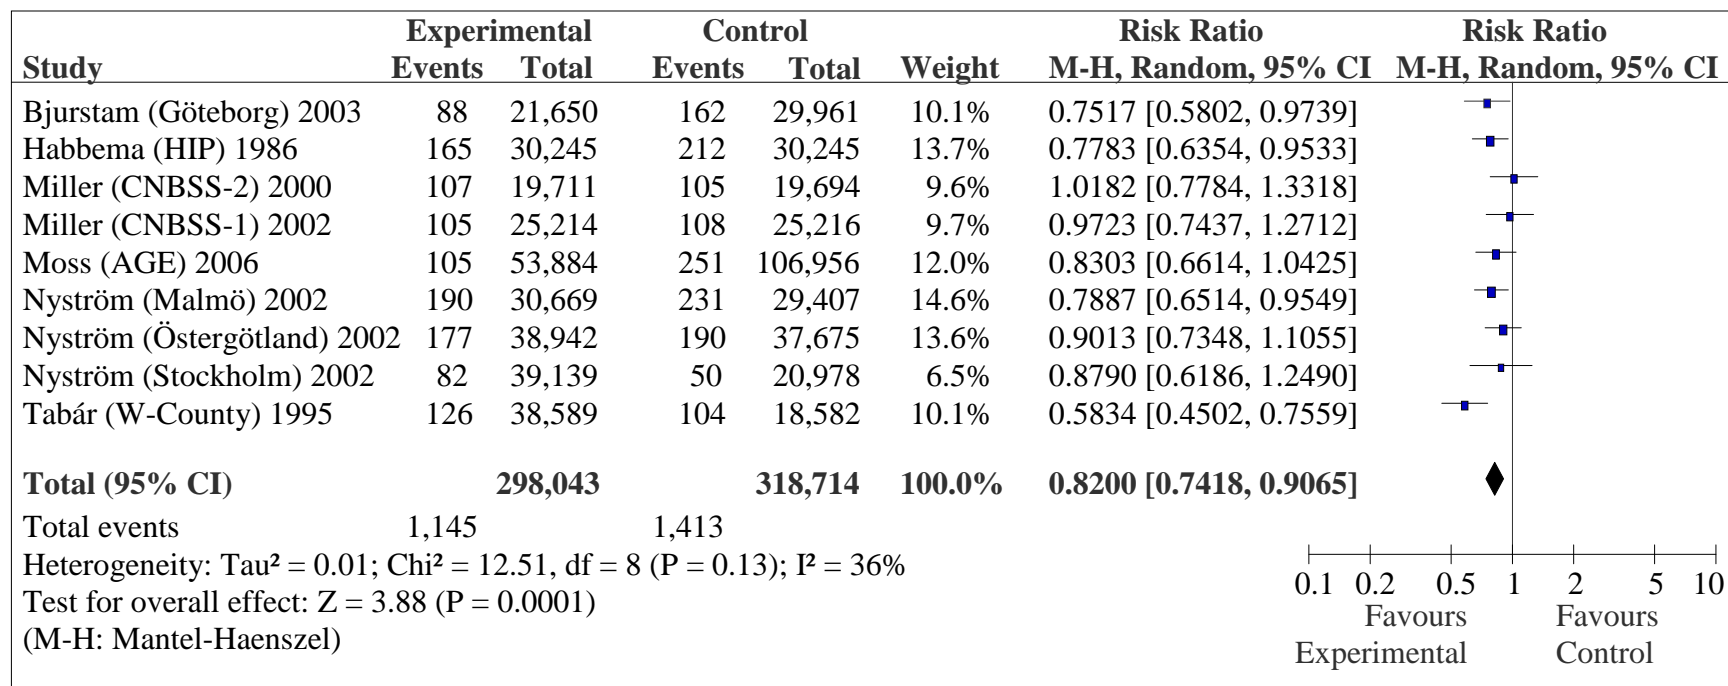 Experimental Control Risk Ratio Risk Ratio
Study Events Total Events Total Weight M-H, Random, 95% CI M-H, Random, 95% CI
Bjurstam (Göteborg) 2003 88 21,650 162 29,961 10.1% 0.7517 [0.5802, 0.9739]
Habbema (HIP) 1986 165 30,245 212 30,245 13.7% 0.7783 [0.6354, 0.9533]
Miller (CNBSS-2) 2000 107 19,711 105 19,694 9.6% 1.0182 [0.7784, 1.3318]
Miller (CNBSS-1) 2002 105 25,214 108 25,216 9.7% 0.9723 [0.7437, 1.2712]
Moss (AGE) 2006 105 53,884 251 106,956 12.0% 0.8303 [0.6614, 1.0425]
Nyström (Malmö) 2002 190 30,669 231 29,407 14.6% 0.7887 [0.6514, 0.9549]
Nyström (Östergötland) 2002 177 38,942 190 37,675 13.6% 0.9013 [0.7348, 1.1055]
Nyström (Stockholm) 2002 82 39,139 50 20,978 6.5% 0.8790 [0.6186, 1.2490]
Tabár (W-County) 1995 126 38,589 104 18,582 10.1% 0.5834 [0.4502, 0.7559]
Total (95% CI) 298,043 318,714 100.0% 0.8200 [0.7418, 0.9065]
Total events 1,145 1,413
Heterogeneity: Tau² = 0.01; Chi² = 12.51, df = 8 (P = 0.13); I² = 36%
Test for overall effect: Z = 3.88 (P = 0.0001)
(M-H: Mantel-Haenszel)
0.1 0.2 0.5 1 2 5 10
Favours Favours
Experimental Control